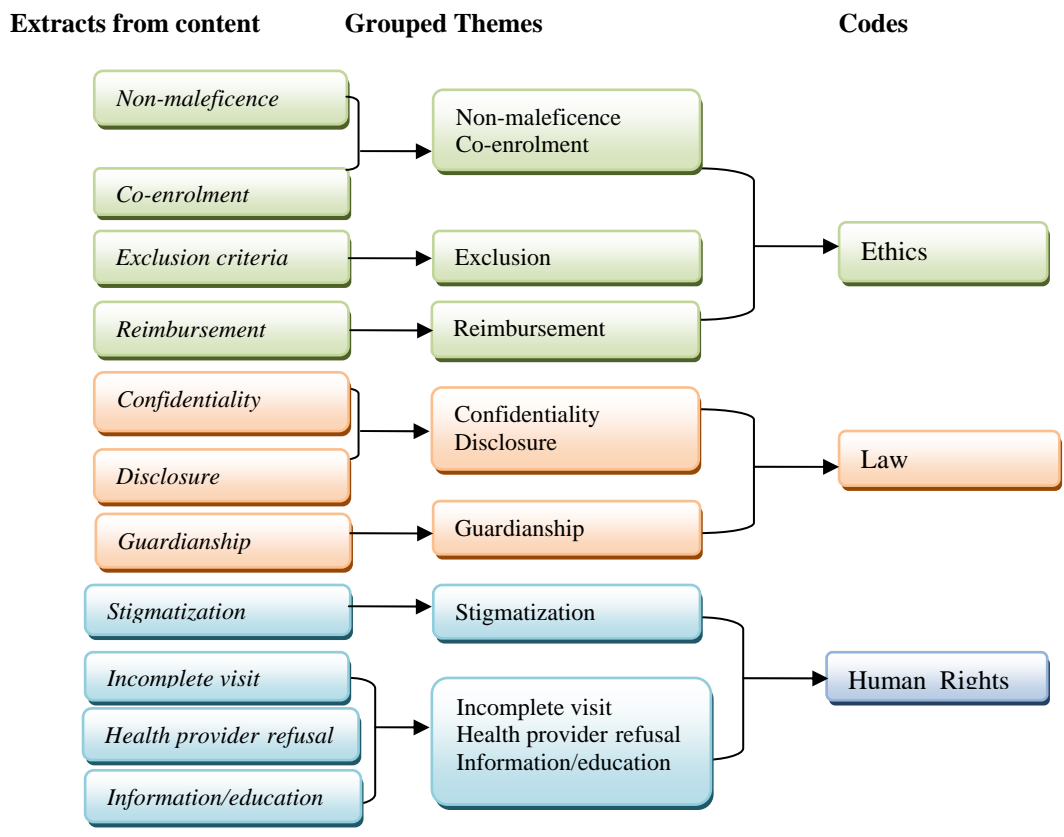 Extracts from content Grouped Themes Codes
Non-maleficence
Co-enrolment
Exclusion criteria
Reimbursement
Confidentiality
Disclosure
Guardianship
Stigmatization
Incomplete visit
Health provider refusal
Information/education
Non-maleficence
Co-enrolment
Exclusion
Reimbursement
Confidentiality
Disclosure
Guardianship
Stigmatization
Incomplete visit
Health provider refusal
Information/education
Ethics
Law
Human Rights